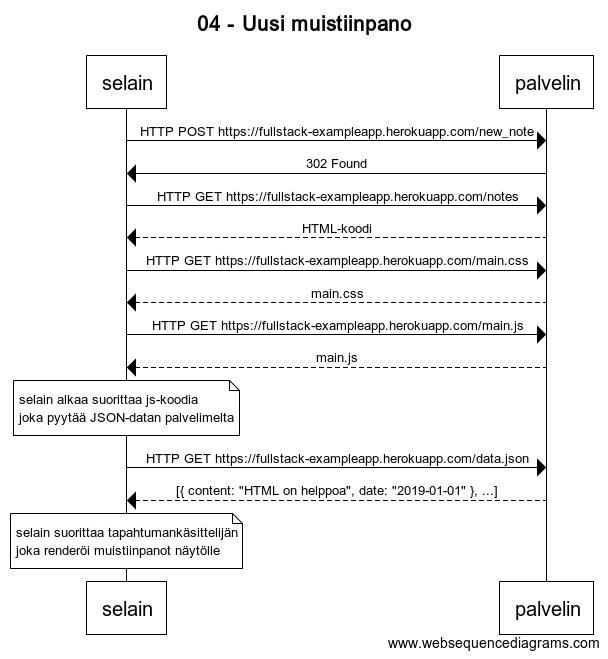 04 - Uusi muistiinpano
selain palvelin
HTTP POST https://fullstack-exampleapp.herokuapp.com/new_note
302 Found
HTTP GET https://fullstack-exampleapp.herokuapp.com/notes
HTML-koodi
HTTP GET https://fullstack-exampleapp.herokuapp.com/main.css
main.css
HTTP GET https://fullstack-exampleapp.herokuapp.com/main.js
main.js
selain alkaa suorittaa js-koodia
joka pyytää JSON-datan palvelimelta
HTTP GET https://fullstack-exampleapp.herokuapp.com/data.json
[{ content: "HTML on helppoa", date: "2019-01-01" }, ...]
selain suorittaa tapahtumankäsittelijän
joka renderöi muistiinpanot näytölle
selain palvelin
www.websequencediagrams.com